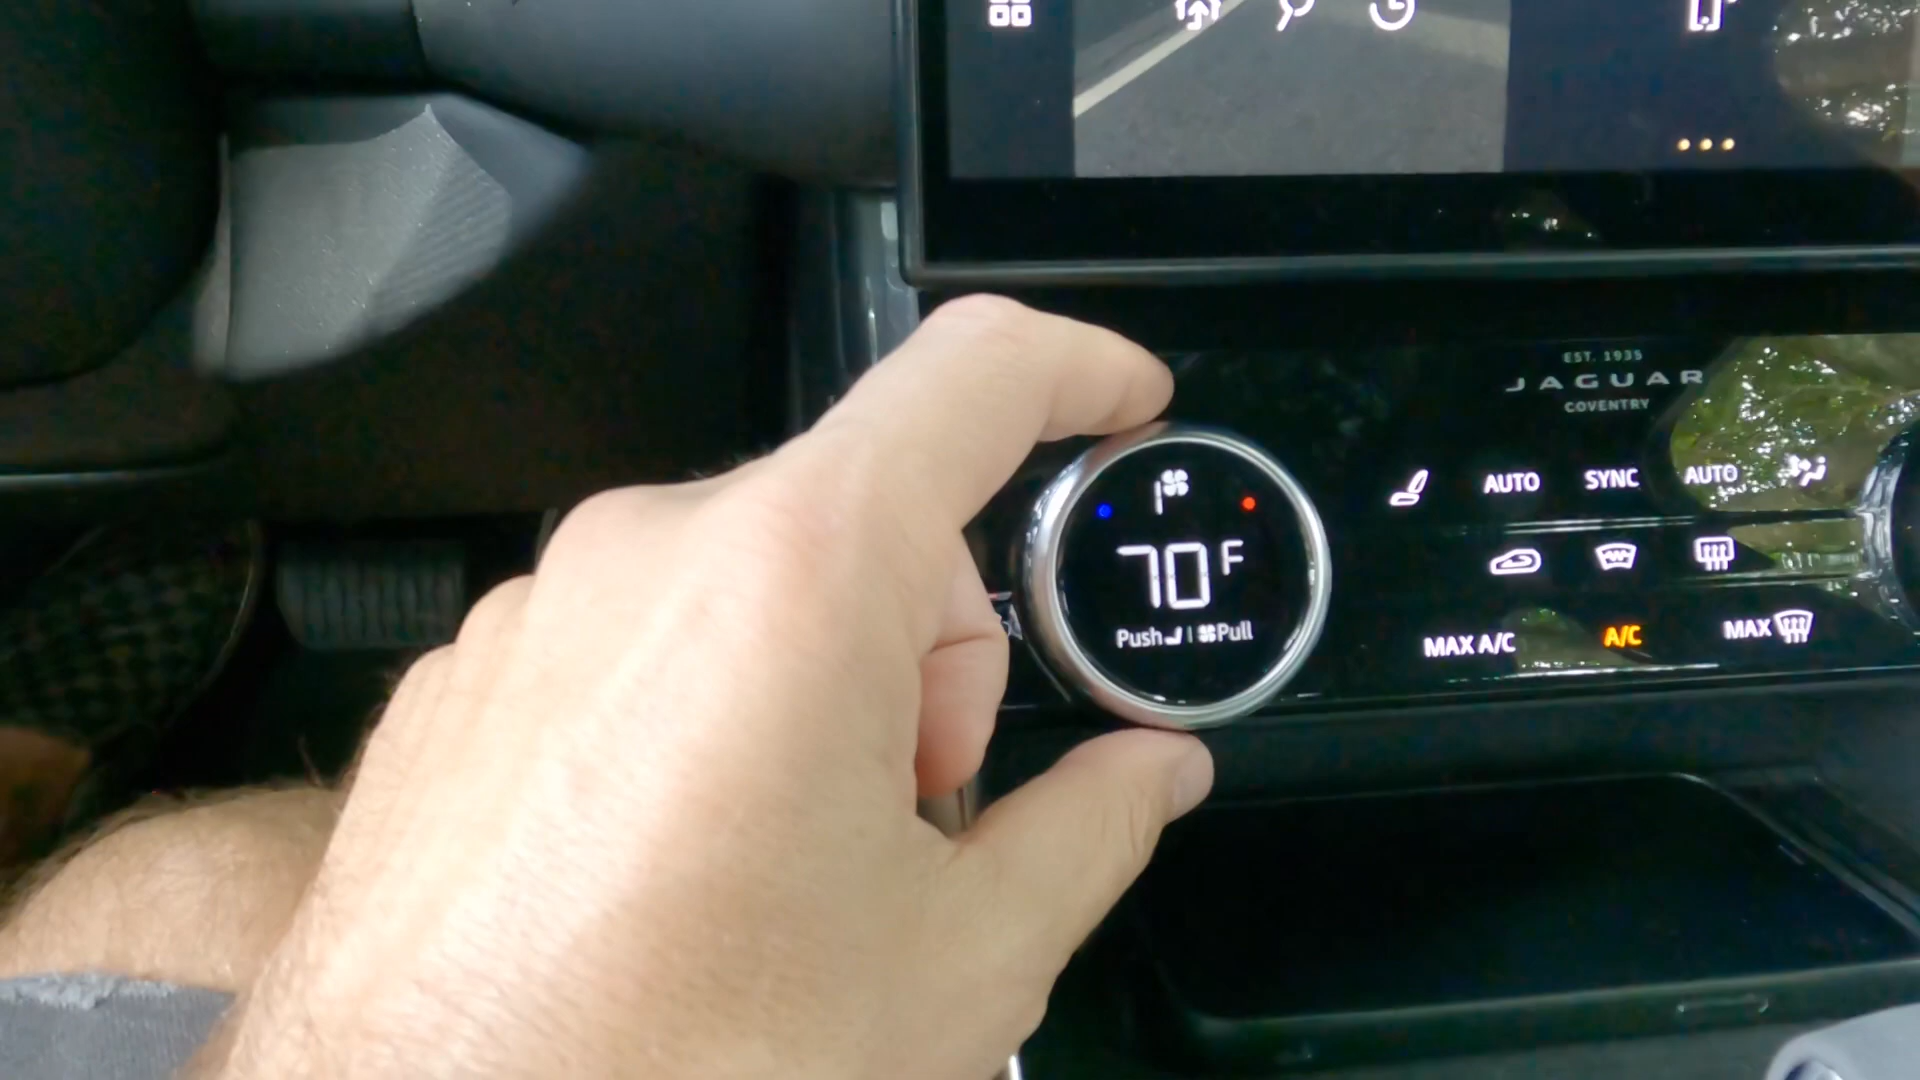 EST. 1935
JAGUAR
COVENTRY
AUTO SYNC AUTO
70 F
Push | Pull
MAX A/C A/C MAX